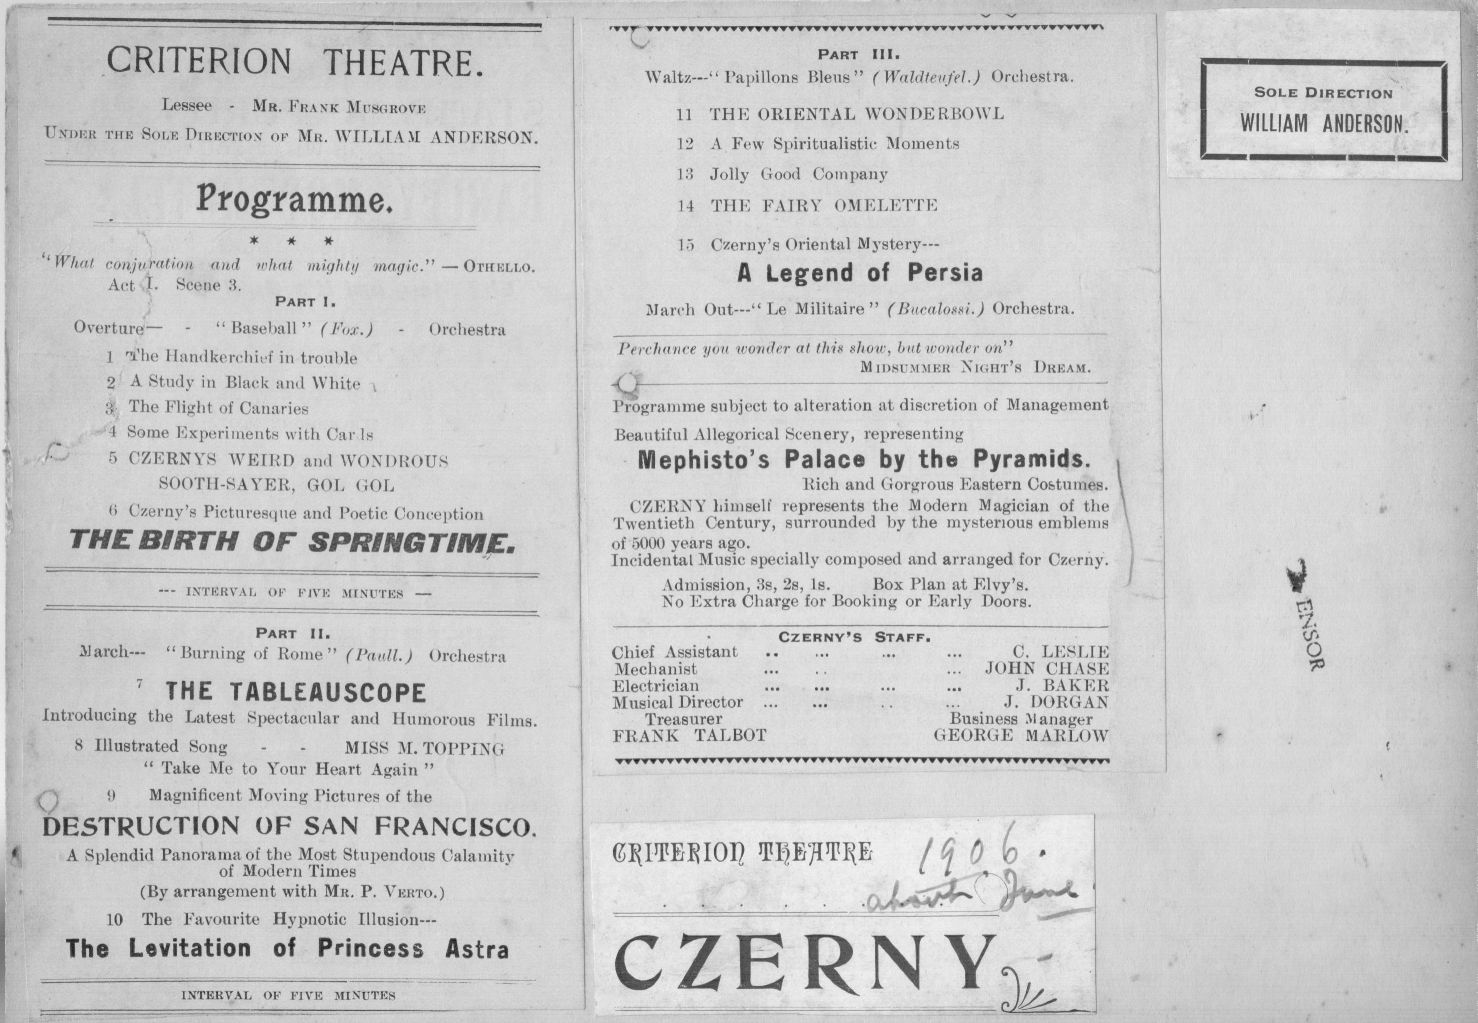 CRITERION THEATRE.
Lessee - MR. FRANK MUSGROVE
UNDER THE SOLE DIRECTION OF MR. WILLIAM ANDERSON.
Programme.
* * *
"What conjuration and what mighty magic." — OTHELLO.
Act I. Scene 3.
PART I.
Overture— - "Baseball" (Fox.) - Orchestra
1 The Handkerchief in trouble
2 A Study in Black and White
3 The Flight of Canaries
4 Some Experiments with Cards
5 CZERNYS WEIRD and WONDROUS
SOOTH-SAYER, GOL GOL
6 Czerny's Picturesque and Poetic Conception
THE BIRTH OF SPRINGTIME.
--- INTERVAL OF FIVE MINUTES —
PART II.
March--- "Burning of Rome" (Paull.) Orchestra
7 THE TABLEAUSCOPE
Introducing the Latest Spectacular and Humorous Films.
8 Illustrated Song - - MISS M. TOPPING
"Take Me to Your Heart Again"
9 Magnificent Moving Pictures of the
DESTRUCTION OF SAN FRANCISCO.
A Splendid Panorama of the Most Stupendous Calamity
of Modern Times
(By arrangement with MR. P. VERTO.)
10 The Favourite Hypnotic Illusion---
The Levitation of Princess Astra
INTERVAL OF FIVE MINUTES
PART III.
Waltz---"Papillons Bleus" (Waldteufel.) Orchestra.
11 THE ORIENTAL WONDERBOWL
12 A Few Spiritualistic Moments
13 Jolly Good Company
14 THE FAIRY OMELETTE
15 Czerny's Oriental Mystery---
A Legend of Persia
March Out---"Le Militaire" (Bucalossi.) Orchestra.
Perchance you wonder at this show, but wonder on"
MIDSUMMER NIGHT'S DREAM.
Programme subject to alteration at discretion of Management
Beautiful Allegorical Scenery, representing
Mephisto's Palace by the Pyramids.
Rich and Gorgrous Eastern Costumes.
CZERNY himself represents the Modern Magician of the
Twentieth Century, surrounded by the mysterious emblems
of 5000 years ago.
Incidental Music specially composed and arranged for Czerny.
Admission, 3s, 2s, 1s. Box Plan at Elvy's.
No Extra Charge for Booking or Early Doors.
CZERNY'S STAFF.
Chief Assistant .. ... ... ... C. LESLIE
Mechanist ... .. ... JOHN CHASE
Electrician ... ... ... ... J. BAKER
Musical Director ... ... .. ... J. DORGAN
Treasurer Business Manager
FRANK TALBOT GEORGE MARLOW
CRITERION THEATRE 1906.
about June
CZERNY
SOLE DIRECTION
WILLIAM ANDERSON.
ENSOR